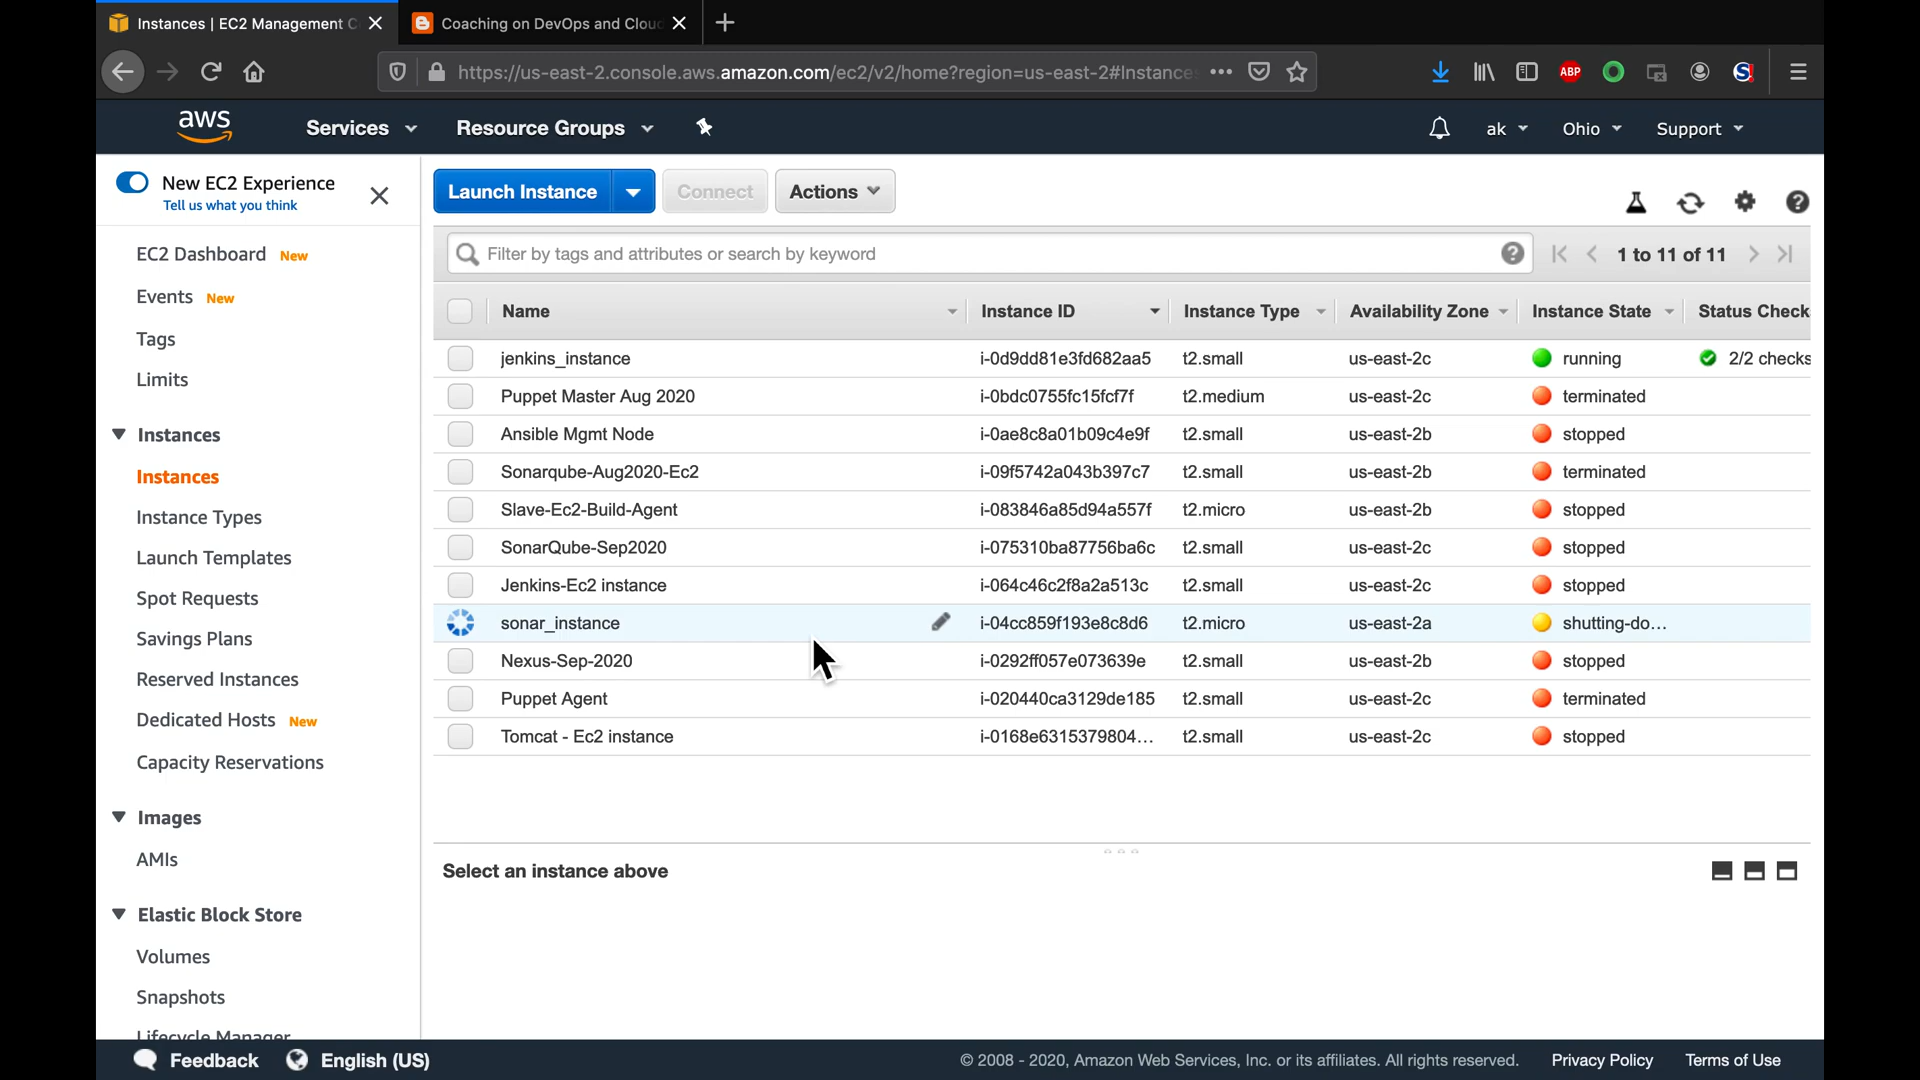 Instances | EC2 Management C
Coaching on DevOps and Cloud
https://us-east-2.console.aws.amazon.com/ec2/v2/home?region=us-east-2#Instances
ABP
aws
Services
Resource Groups
ak
Ohio
Support
New EC2 Experience
Tell us what you think
Launch Instance
Connect
Actions
Filter by tags and attributes or search by keyword
1 to 11 of 11
EC2 Dashboard New
Events New
Tags
Limits
Instances
Instances
Instance Types
Launch Templates
Spot Requests
Savings Plans
Reserved Instances
Dedicated Hosts New
Capacity Reservations
Images
AMIs
Elastic Block Store
Volumes
Snapshots
Lifecycle Manager
Name Instance ID Instance Type Availability Zone Instance State Status Check
jenkins_instance i-0d9dd81e3fd682aa5 t2.small us-east-2c running 2/2 checks
Puppet Master Aug 2020 i-0bdc0755fc15fcf7f t2.medium us-east-2c terminated
Ansible Mgmt Node i-0ae8c8a01b09c4e9f t2.small us-east-2b stopped
Sonarqube-Aug2020-Ec2 i-09f5742a043b397c7 t2.small us-east-2b terminated
Slave-Ec2-Build-Agent i-083846a85d94a557f t2.micro us-east-2b stopped
SonarQube-Sep2020 i-075310ba87756ba6c t2.small us-east-2c stopped
Jenkins-Ec2 instance i-064c46c2f8a2a513c t2.small us-east-2c stopped
sonar_instance i-04cc859f193e8c8d6 t2.micro us-east-2a shutting-do...
Nexus-Sep-2020 i-0292ff057e073639e t2.small us-east-2b stopped
Puppet Agent i-020440ca3129de185 t2.small us-east-2c terminated
Tomcat - Ec2 instance i-0168e6315379804... t2.small us-east-2c stopped
Select an instance above
Feedback
English (US)
© 2008 - 2020, Amazon Web Services, Inc. or its affiliates. All rights reserved.
Privacy Policy
Terms of Use